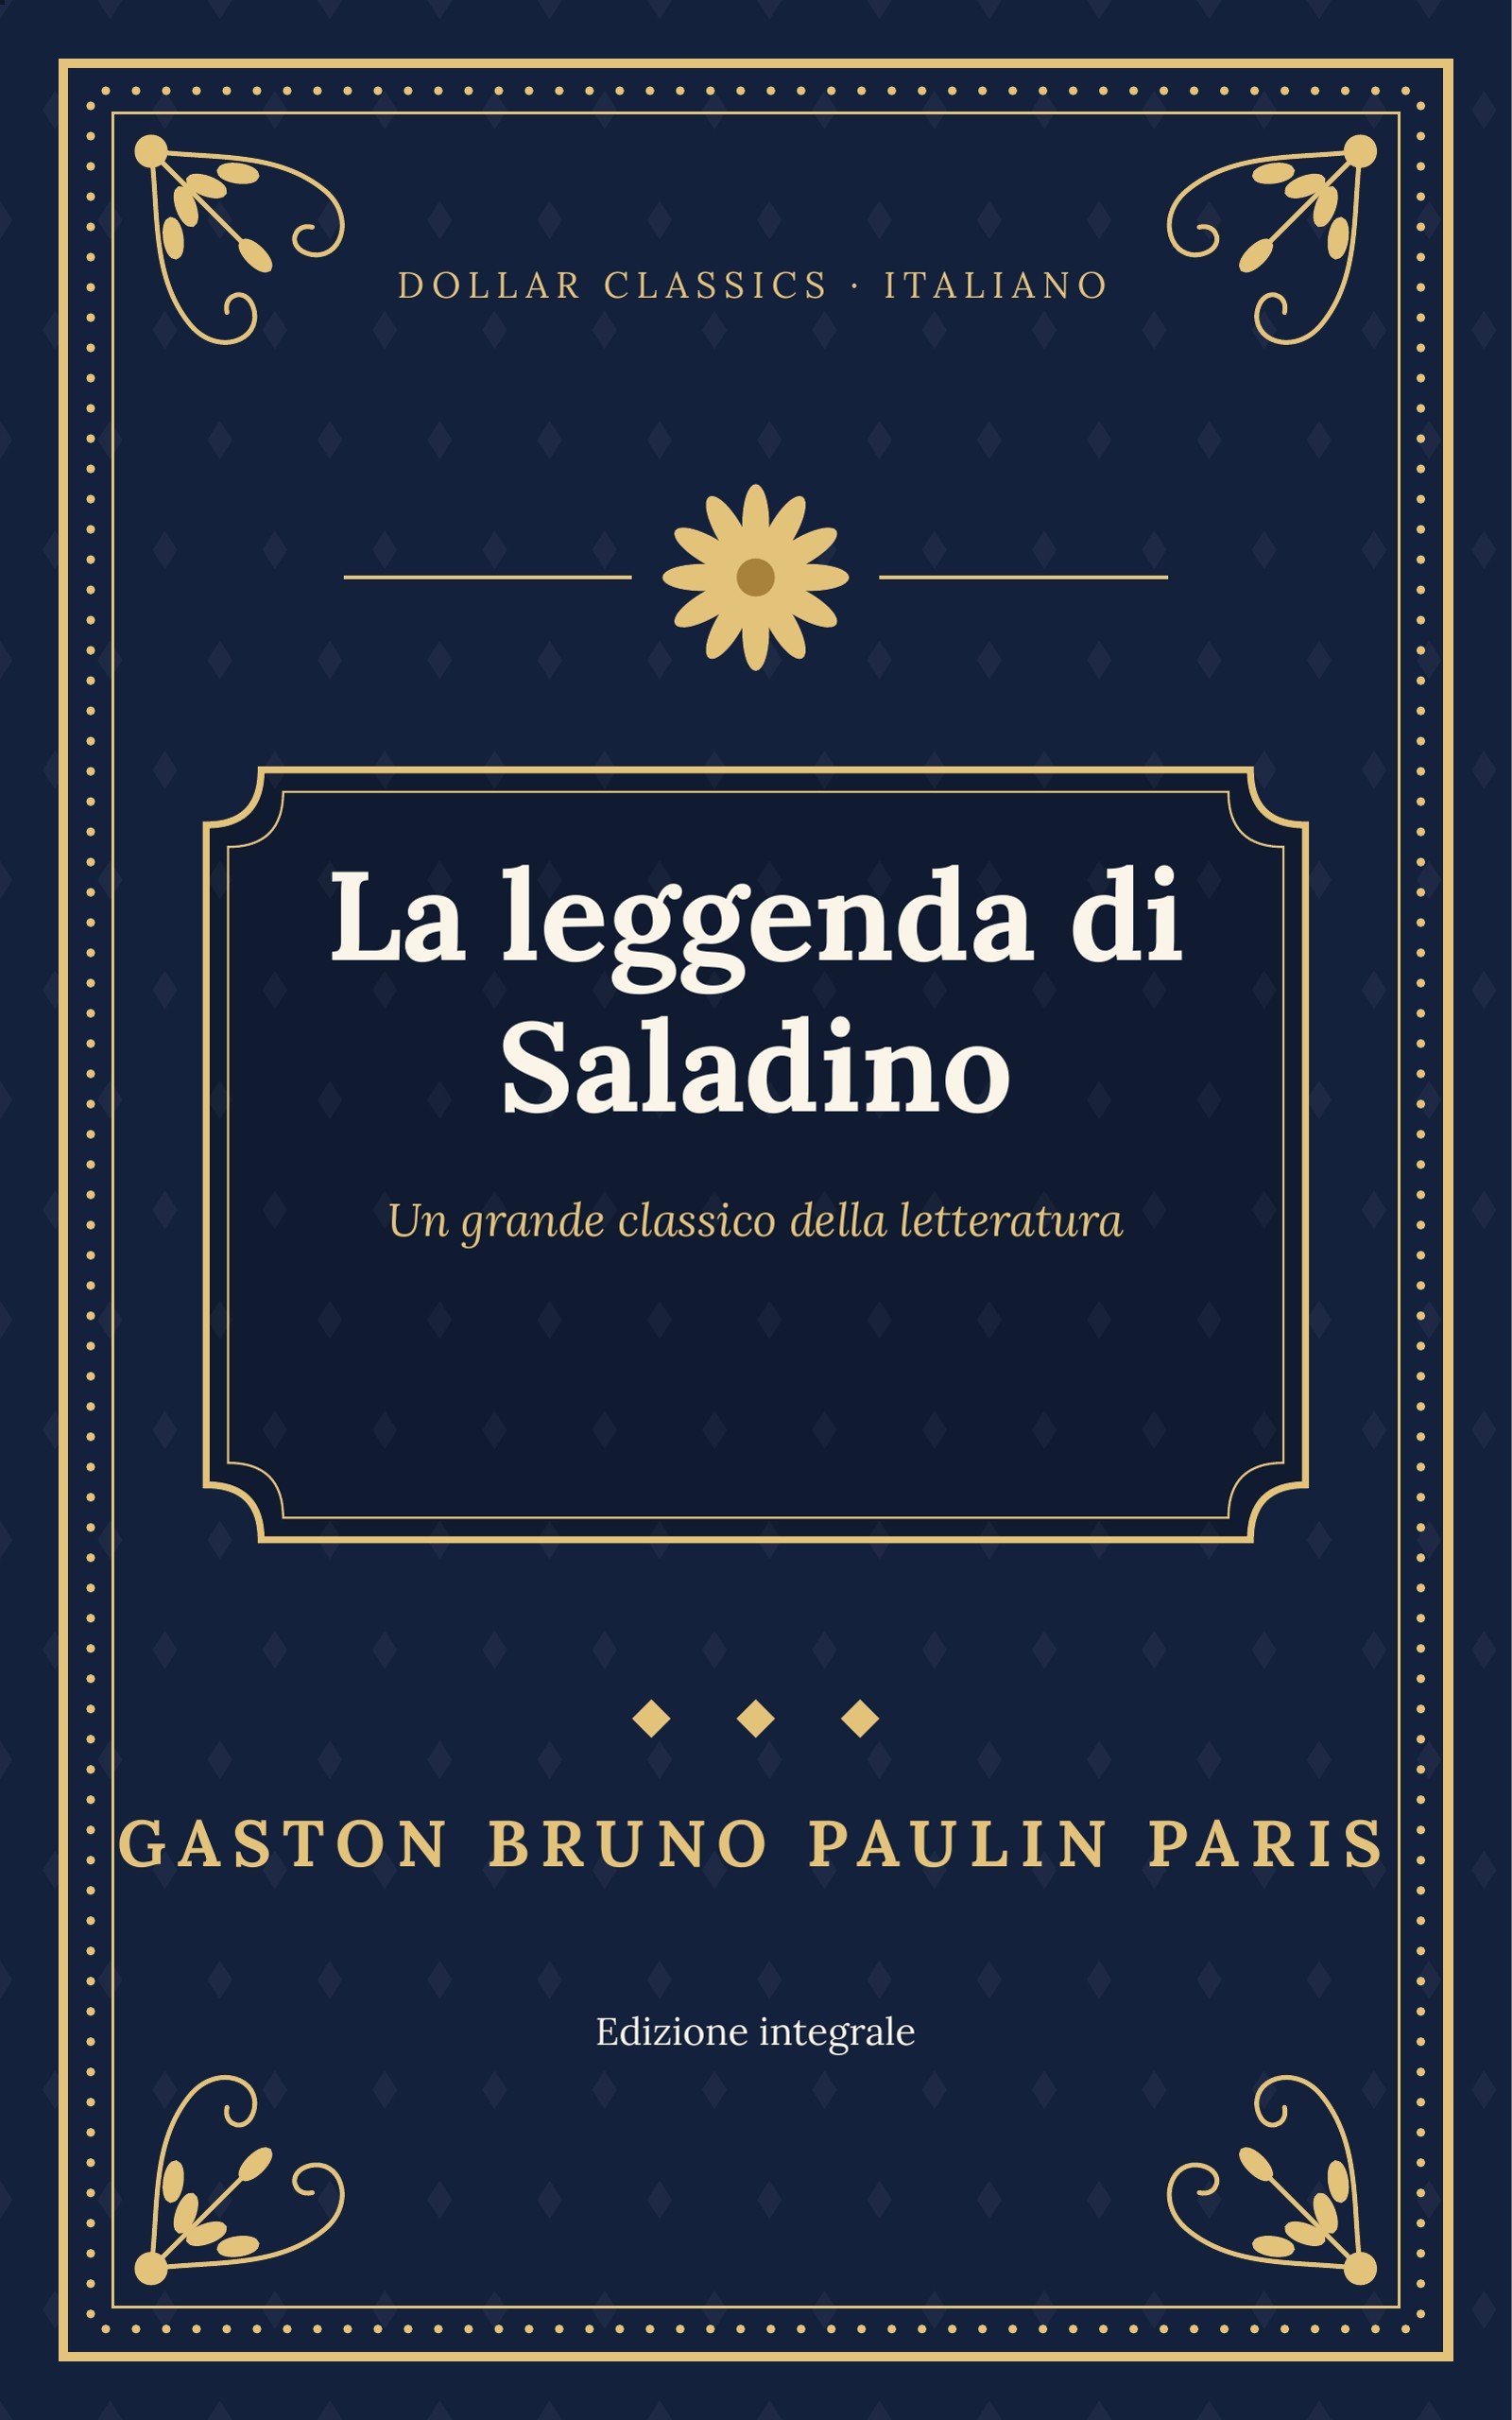 DOLLAR CLASSICS · ITALIANO
La leggenda di
Saladino
Un grande classico della letteratura
GASTON BRUNO PAULIN PARIS
Edizione integrale